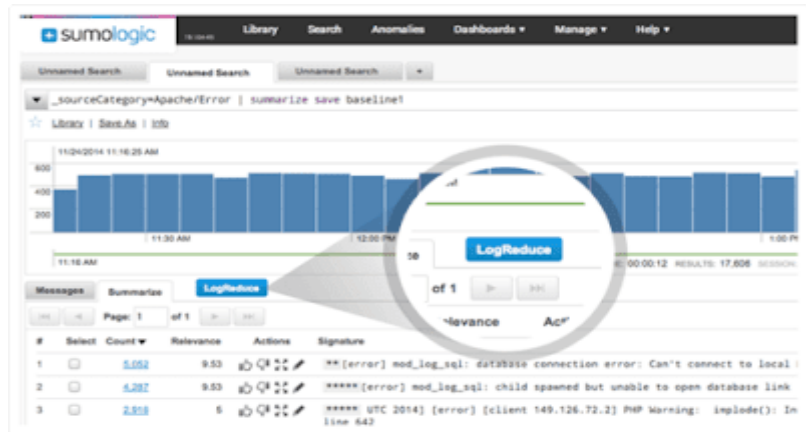 sumologic
Library Search Anomalies Dashboards ▾ Manage ▾ Help ▾
Unnamed Search Unnamed Search Unnamed Search +
_sourceCategory=Apache/Error | summarize save baseline1
Library | Save As | Info
11/24/2014 11:16:25 AM
600
400
200
11:30 AM 12:00 PM 1:00 P
11:16 AM 00:00:12 RESULTS: 17,606 SESSION:
Messages Summarize LogReduce
LogReduce
Page: 1 of 1
of 1
elevance Act
# Select Count ▾ Relevance Actions Signature
1 5,052 9.53 **[error] mod_log_sql: database connection error: Can't connect to local
2 4,287 9.53 *****[error] mod_log_sql: child spawned but unable to open database link
3 2,918 5 ***** UTC 2014] [error] [client 149.126.72.2] PHP Warning: implode(): In
line 642